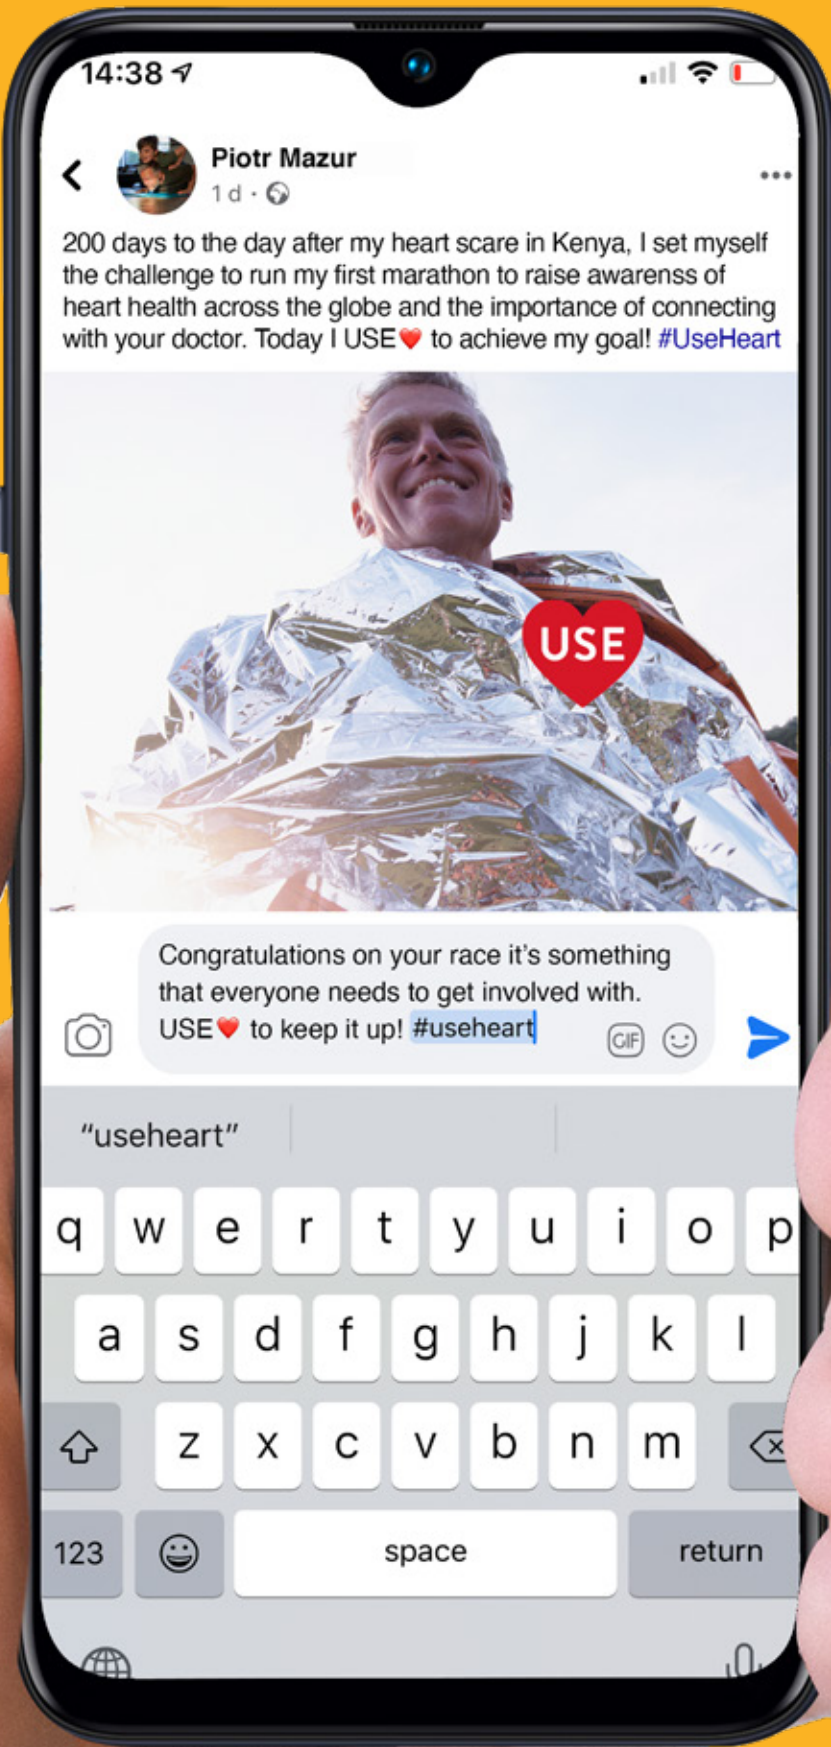 14:38
Piotr Mazur
1 d ·
200 days to the day after my heart scare in Kenya, I set myself
the challenge to run my first marathon to raise awarenss of
heart health across the globe and the importance of connecting
with your doctor. Today I USE❤️ to achieve my goal! #UseHeart
USE
Congratulations on your race it's something
that everyone needs to get involved with.
USE❤️ to keep it up! #useheart
GIF
"useheart"
q w e r t y u i o p
a s d f g h j k l
z x c v b n m
123 space return